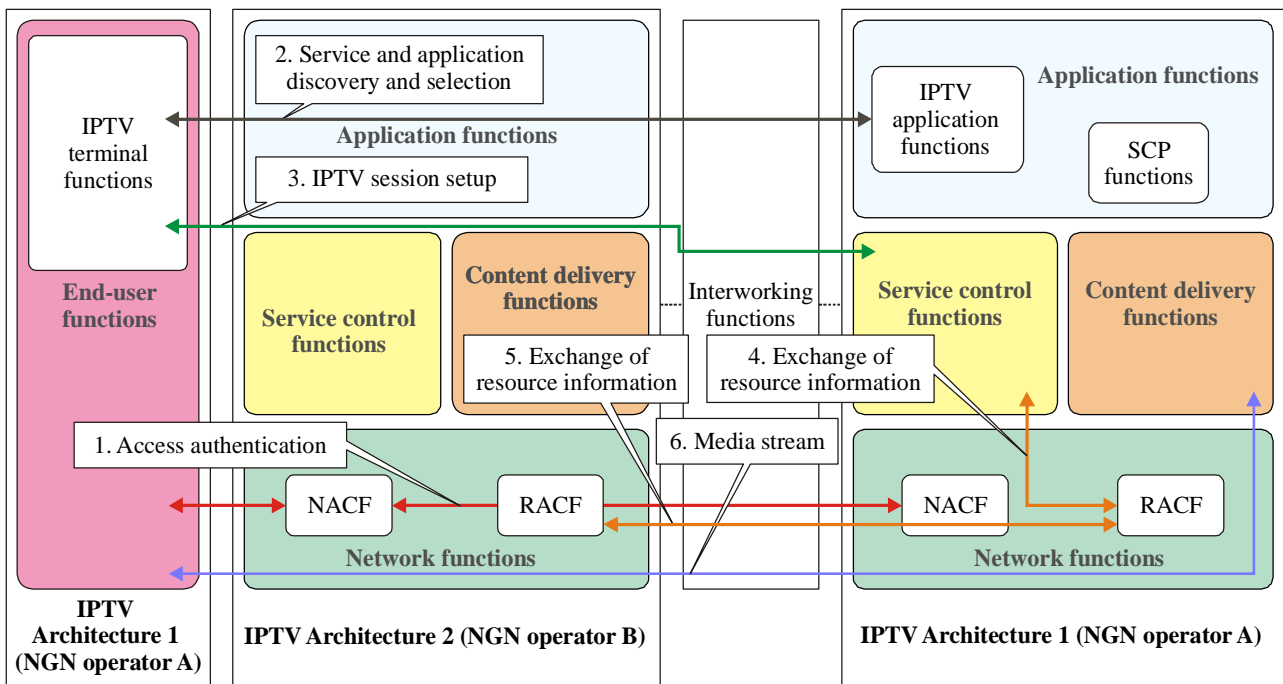 2. Service and application
discovery and selection
Application functions
IPTV
application
functions
SCP
functions
IPTV
terminal
functions
Application functions
3. IPTV session setup
End-user
functions
Service control
functions
Content delivery
functions
Interworking
functions
Service control
functions
Content delivery
functions
5. Exchange of
resource information
4. Exchange of
resource information
1. Access authentication
6. Media stream
NACF
RACF
NACF
RACF
Network functions
Network functions
IPTV
Architecture 1
(NGN operator A)
IPTV Architecture 2 (NGN operator B)
IPTV Architecture 1 (NGN operator A)